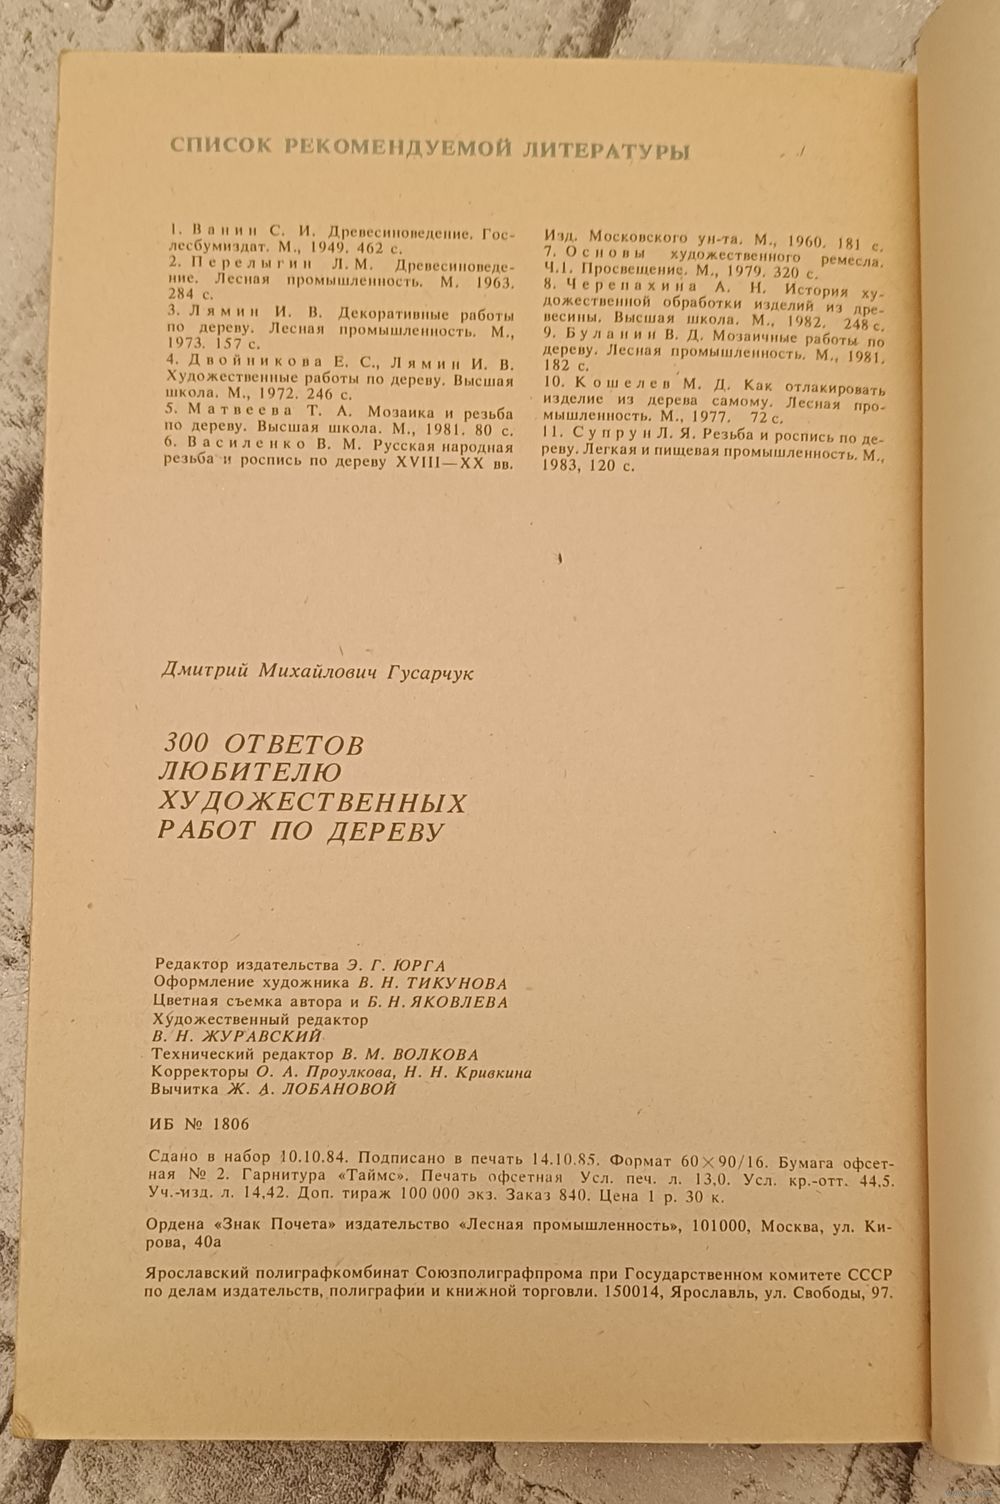 СПИСОК РЕКОМЕНДУЕМОЙ ЛИТЕРАТУРЫ
1. Ванин С. И. Древесиноведение. Гос-
лесбумиздат. М., 1949. 462 с.
2. Перелыгин Л. М. Древесиноведе-
ние. Лесная промышленность. М. 1963.
284 с.
3. Лямин И. В. Декоративные работы
по дереву. Лесная промышленность. М.,
1973. 157 с.
4. Двойникова Е. С., Лямин И. В.
Художественные работы по дереву. Высшая
школа. М., 1972. 246 с.
5. Матвеева Т. А. Мозаика и резьба
по дереву. Высшая школа. М., 1981. 80 с.
6. Василенко В. М. Русская народная
резьба и роспись по дереву XVIII—XX вв.
Изд. Московского ун-та. М., 1960. 181 с.
7. Основы художественного ремесла.
Ч.1. Просвещение. М., 1979. 320 с.
8. Черепахина А. Н. История ху-
дожественной обработки изделий из дре-
весины. Высшая школа. М., 1982. 248 с.
9. Буланин В. Д. Мозаичные работы по
дереву. Лесная промышленность. М., 1981.
182 с.
10. Кошелев М. Д. Как отлакировать
изделие из дерева самому. Лесная про-
мышленность. М., 1977. 72 с.
11. Супрун Л. Я. Резьба и роспись по де-
реву. Легкая и пищевая промышленность. М.,
1983, 120 с.
Дмитрий Михайлович Гусарчук
300 ОТВЕТОВ
ЛЮБИТЕЛЮ
ХУДОЖЕСТВЕННЫХ
РАБОТ ПО ДЕРЕВУ
Редактор издательства Э. Г. ЮРГА
Оформление художника В. Н. ТИКУНОВА
Цветная съемка автора и Б. Н. ЯКОВЛЕВА
Художественный редактор
В. Н. ЖУРАВСКИЙ
Технический редактор В. М. ВОЛКОВА
Корректоры О. А. Проулкова, Н. Н. Кривкина
Вычитка Ж. А. ЛОБАНОВОЙ
ИБ № 1806
Сдано в набор 10.10.84. Подписано в печать 14.10.85. Формат 60×90/16. Бумага офсет-
ная № 2. Гарнитура «Таймс». Печать офсетная Усл. печ. л. 13,0. Усл. кр.-отт. 44,5.
Уч.-изд. л. 14,42. Доп. тираж 100 000 экз. Заказ 840. Цена 1 р. 30 к.
Ордена «Знак Почета» издательство «Лесная промышленность», 101000, Москва, ул. Ки-
рова, 40а
Ярославский полиграфкомбинат Союзполиграфпрома при Государственном комитете СССР
по делам издательств, полиграфии и книжной торговли. 150014, Ярославль, ул. Свободы, 97.